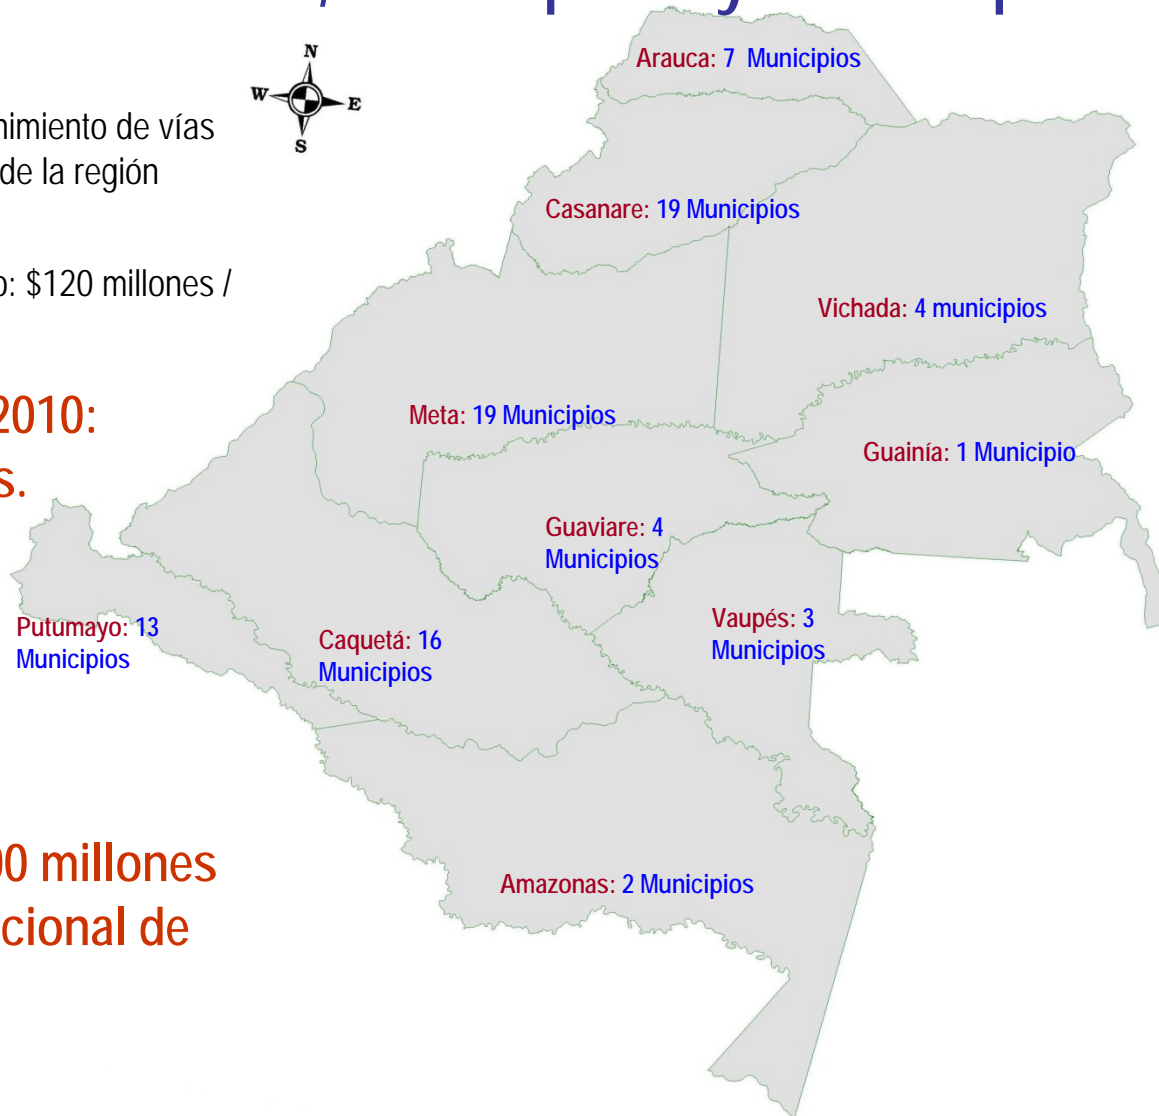 N
W E
S
Arauca: 7 Municipios
nimiento de vías
de la región
Casanare: 19 Municipios
o: $120 millones /
Vichada: 4 municipios
2010:
s.
Meta: 19 Municipios
Guainía: 1 Municipio
Guaviare: 4
Municipios
Putumayo: 13
Municipios
Caquetá: 16
Municipios
Vaupés: 3
Municipios
00 millones
cional de
Amazonas: 2 Municipios